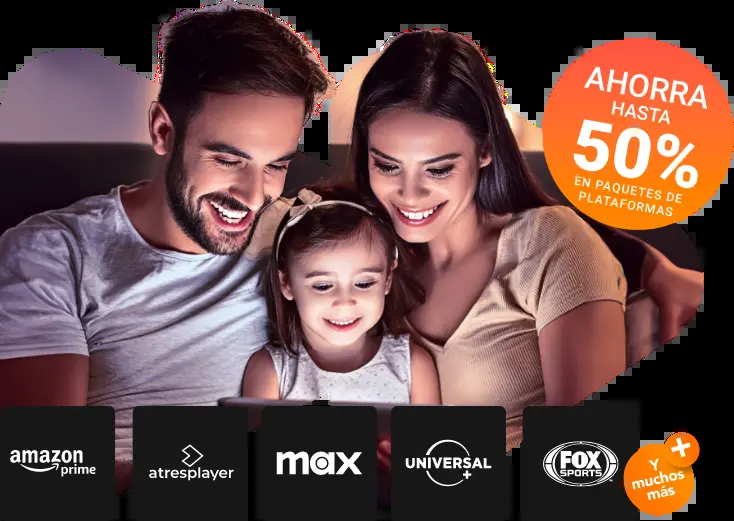 AHORRA
HASTA
50%
EN PAQUETES DE
PLATAFORMAS
amazon
prime
atresplayer
max
UNIVERSAL
+
FOX
SPORTS
+
Y
muchos
más